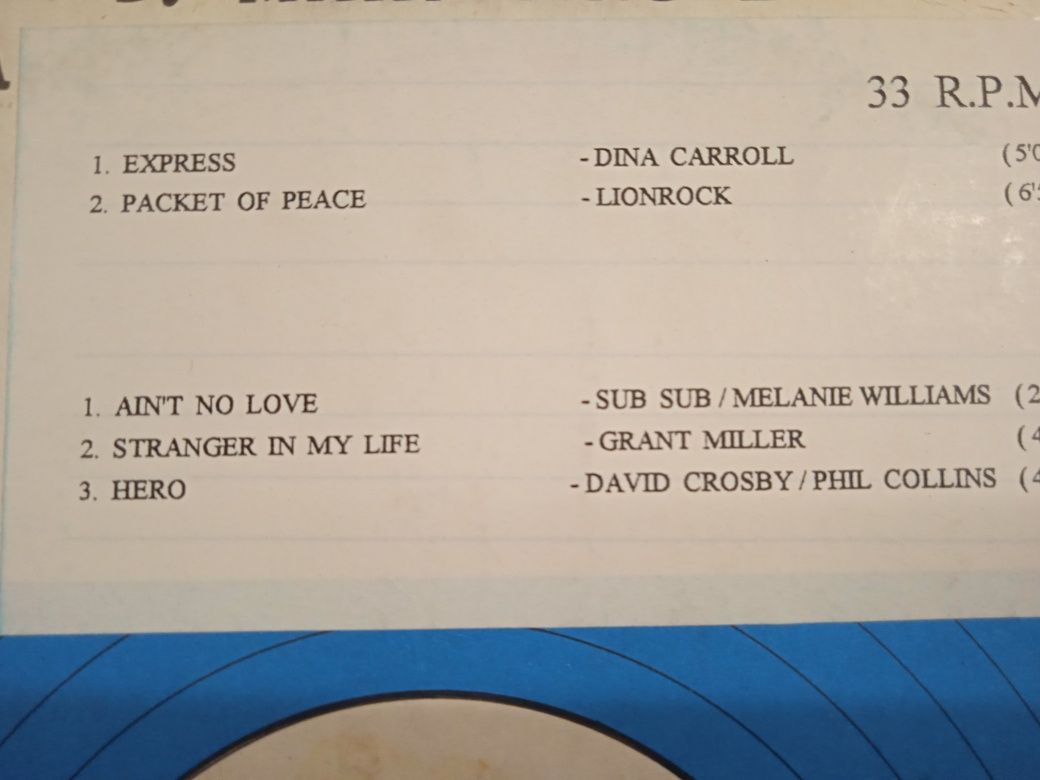 33 R.P.M
1. EXPRESS - DINA CARROLL (5'0
2. PACKET OF PEACE - LIONROCK (6'5
1. AIN'T NO LOVE - SUB SUB / MELANIE WILLIAMS (2
2. STRANGER IN MY LIFE - GRANT MILLER (4
3. HERO - DAVID CROSBY / PHIL COLLINS (4